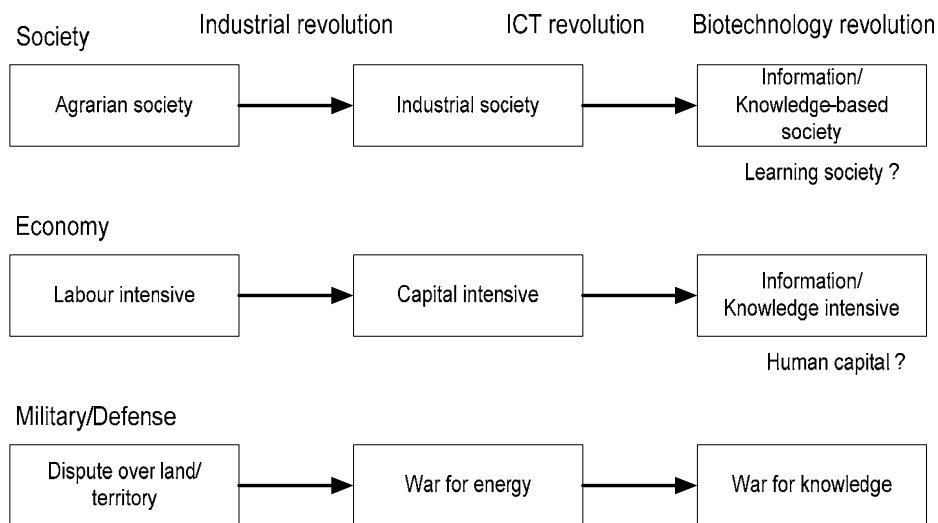 Industrial revolution ICT revolution Biotechnology revolution
Society
Agrarian society
Industrial society
Information/
Knowledge-based
society
Learning society ?
Economy
Labour intensive
Capital intensive
Information/
Knowledge intensive
Human capital ?
Military/Defense
Dispute over land/
territory
War for energy
War for knowledge